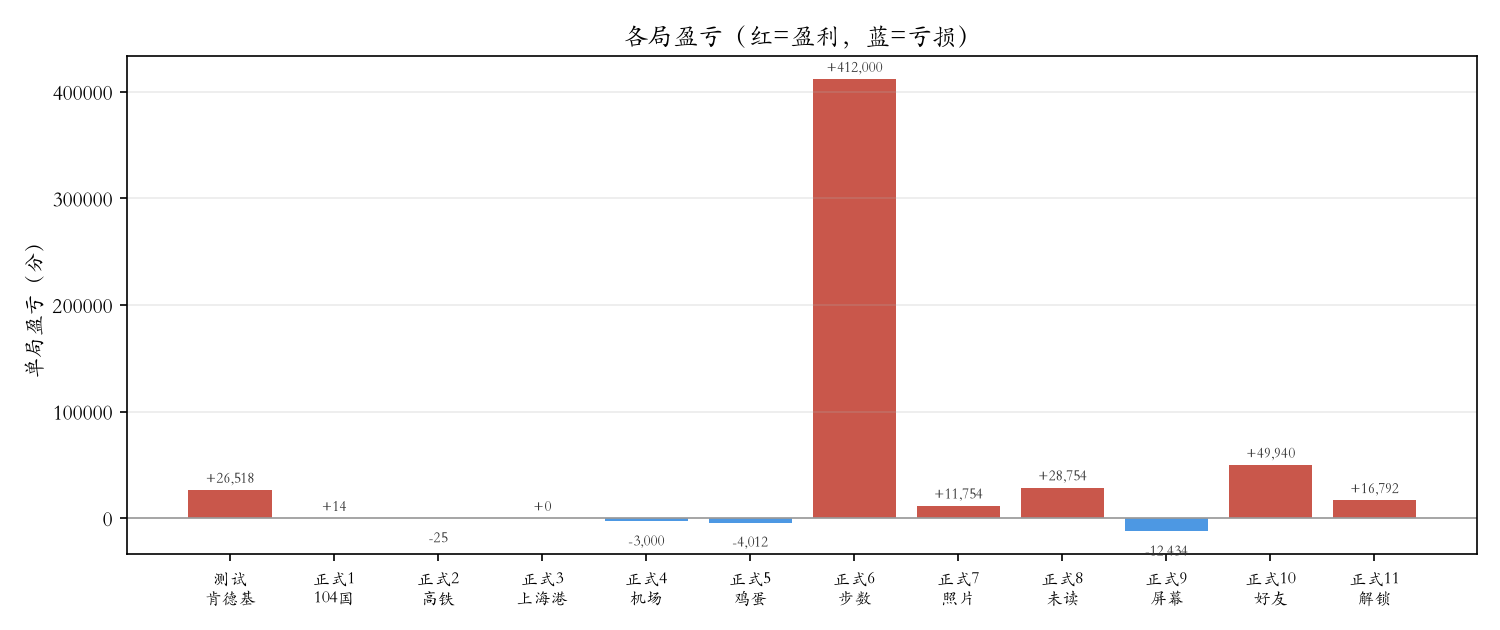 各局盈亏（红=盈利，蓝=亏损）
单局盈亏（分）
400000
300000
200000
100000
0
+26,518
+14
-25
+0
-3,000
-4,012
+412,000
+11,754
+28,754
-12,434
+49,940
+16,792
测试
肯德基
正式1
104国
正式2
高铁
正式3
上海港
正式4
机场
正式5
鸡蛋
正式6
步数
正式7
照片
正式8
未读
正式9
屏幕
正式10
好友
正式11
解锁